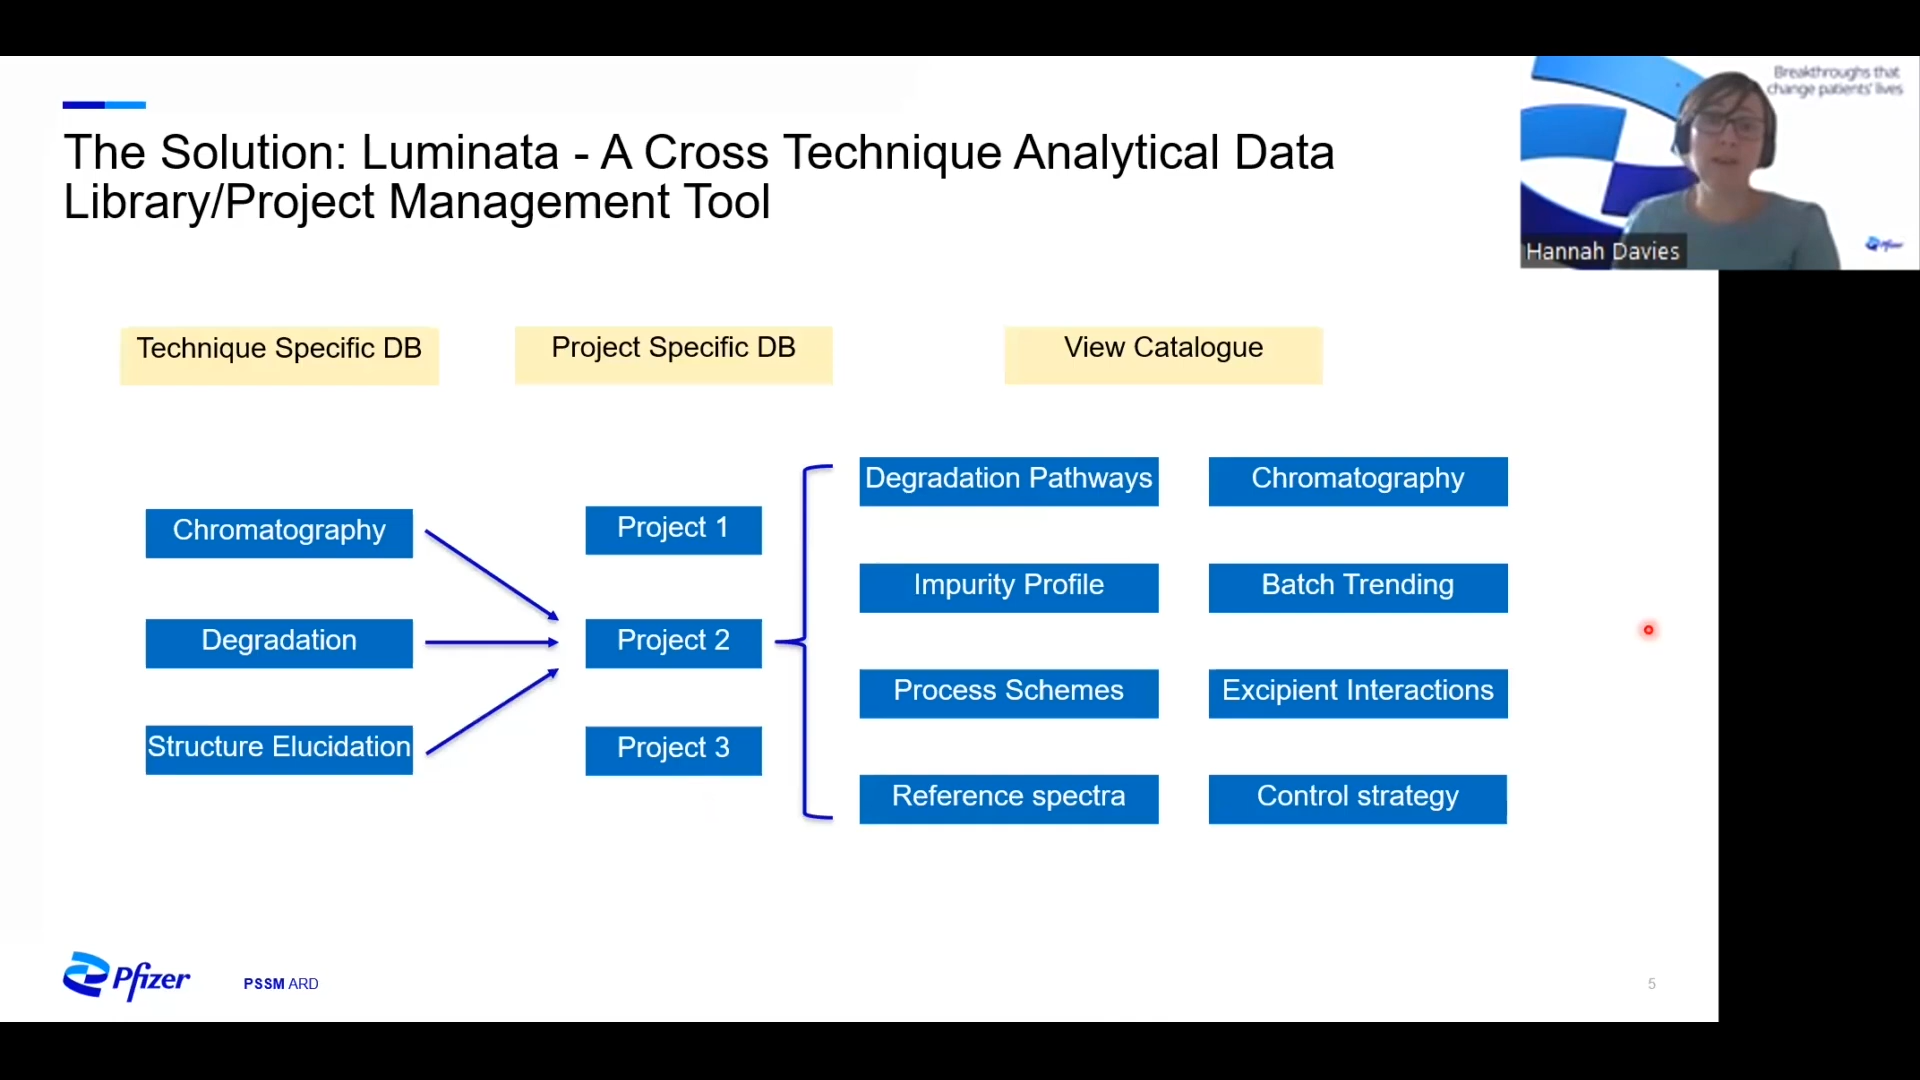 Breakthroughs that
change patients' lives
Pfizer
Hannah Davies
The Solution: Luminata - A Cross Technique Analytical Data
Library/Project Management Tool
Technique Specific DB
Project Specific DB
View Catalogue
Chromatography
Degradation
Structure Elucidation
Project 1
Project 2
Project 3
Degradation Pathways
Chromatography
Impurity Profile
Batch Trending
Process Schemes
Excipient Interactions
Reference spectra
Control strategy
Pfizer
PSSM ARD
5